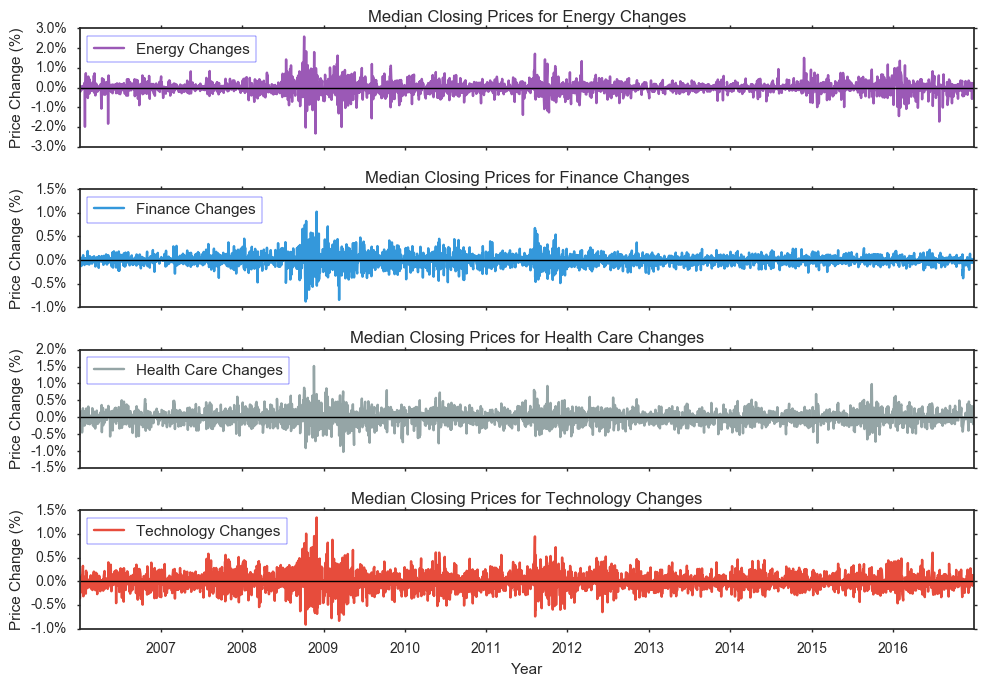 Median Closing Prices for Energy Changes
Price Change (%)
3.0%
2.0%
1.0%
0.0%
-1.0%
-2.0%
-3.0%
Energy Changes
Median Closing Prices for Finance Changes
Price Change (%)
1.5%
1.0%
0.5%
0.0%
-0.5%
-1.0%
Finance Changes
Median Closing Prices for Health Care Changes
Price Change (%)
2.0%
1.5%
1.0%
0.5%
0.0%
-0.5%
-1.0%
-1.5%
Health Care Changes
Median Closing Prices for Technology Changes
Price Change (%)
1.5%
1.0%
0.5%
0.0%
-0.5%
-1.0%
Technology Changes
2007 2008 2009 2010 2011 2012 2013 2014 2015 2016
Year